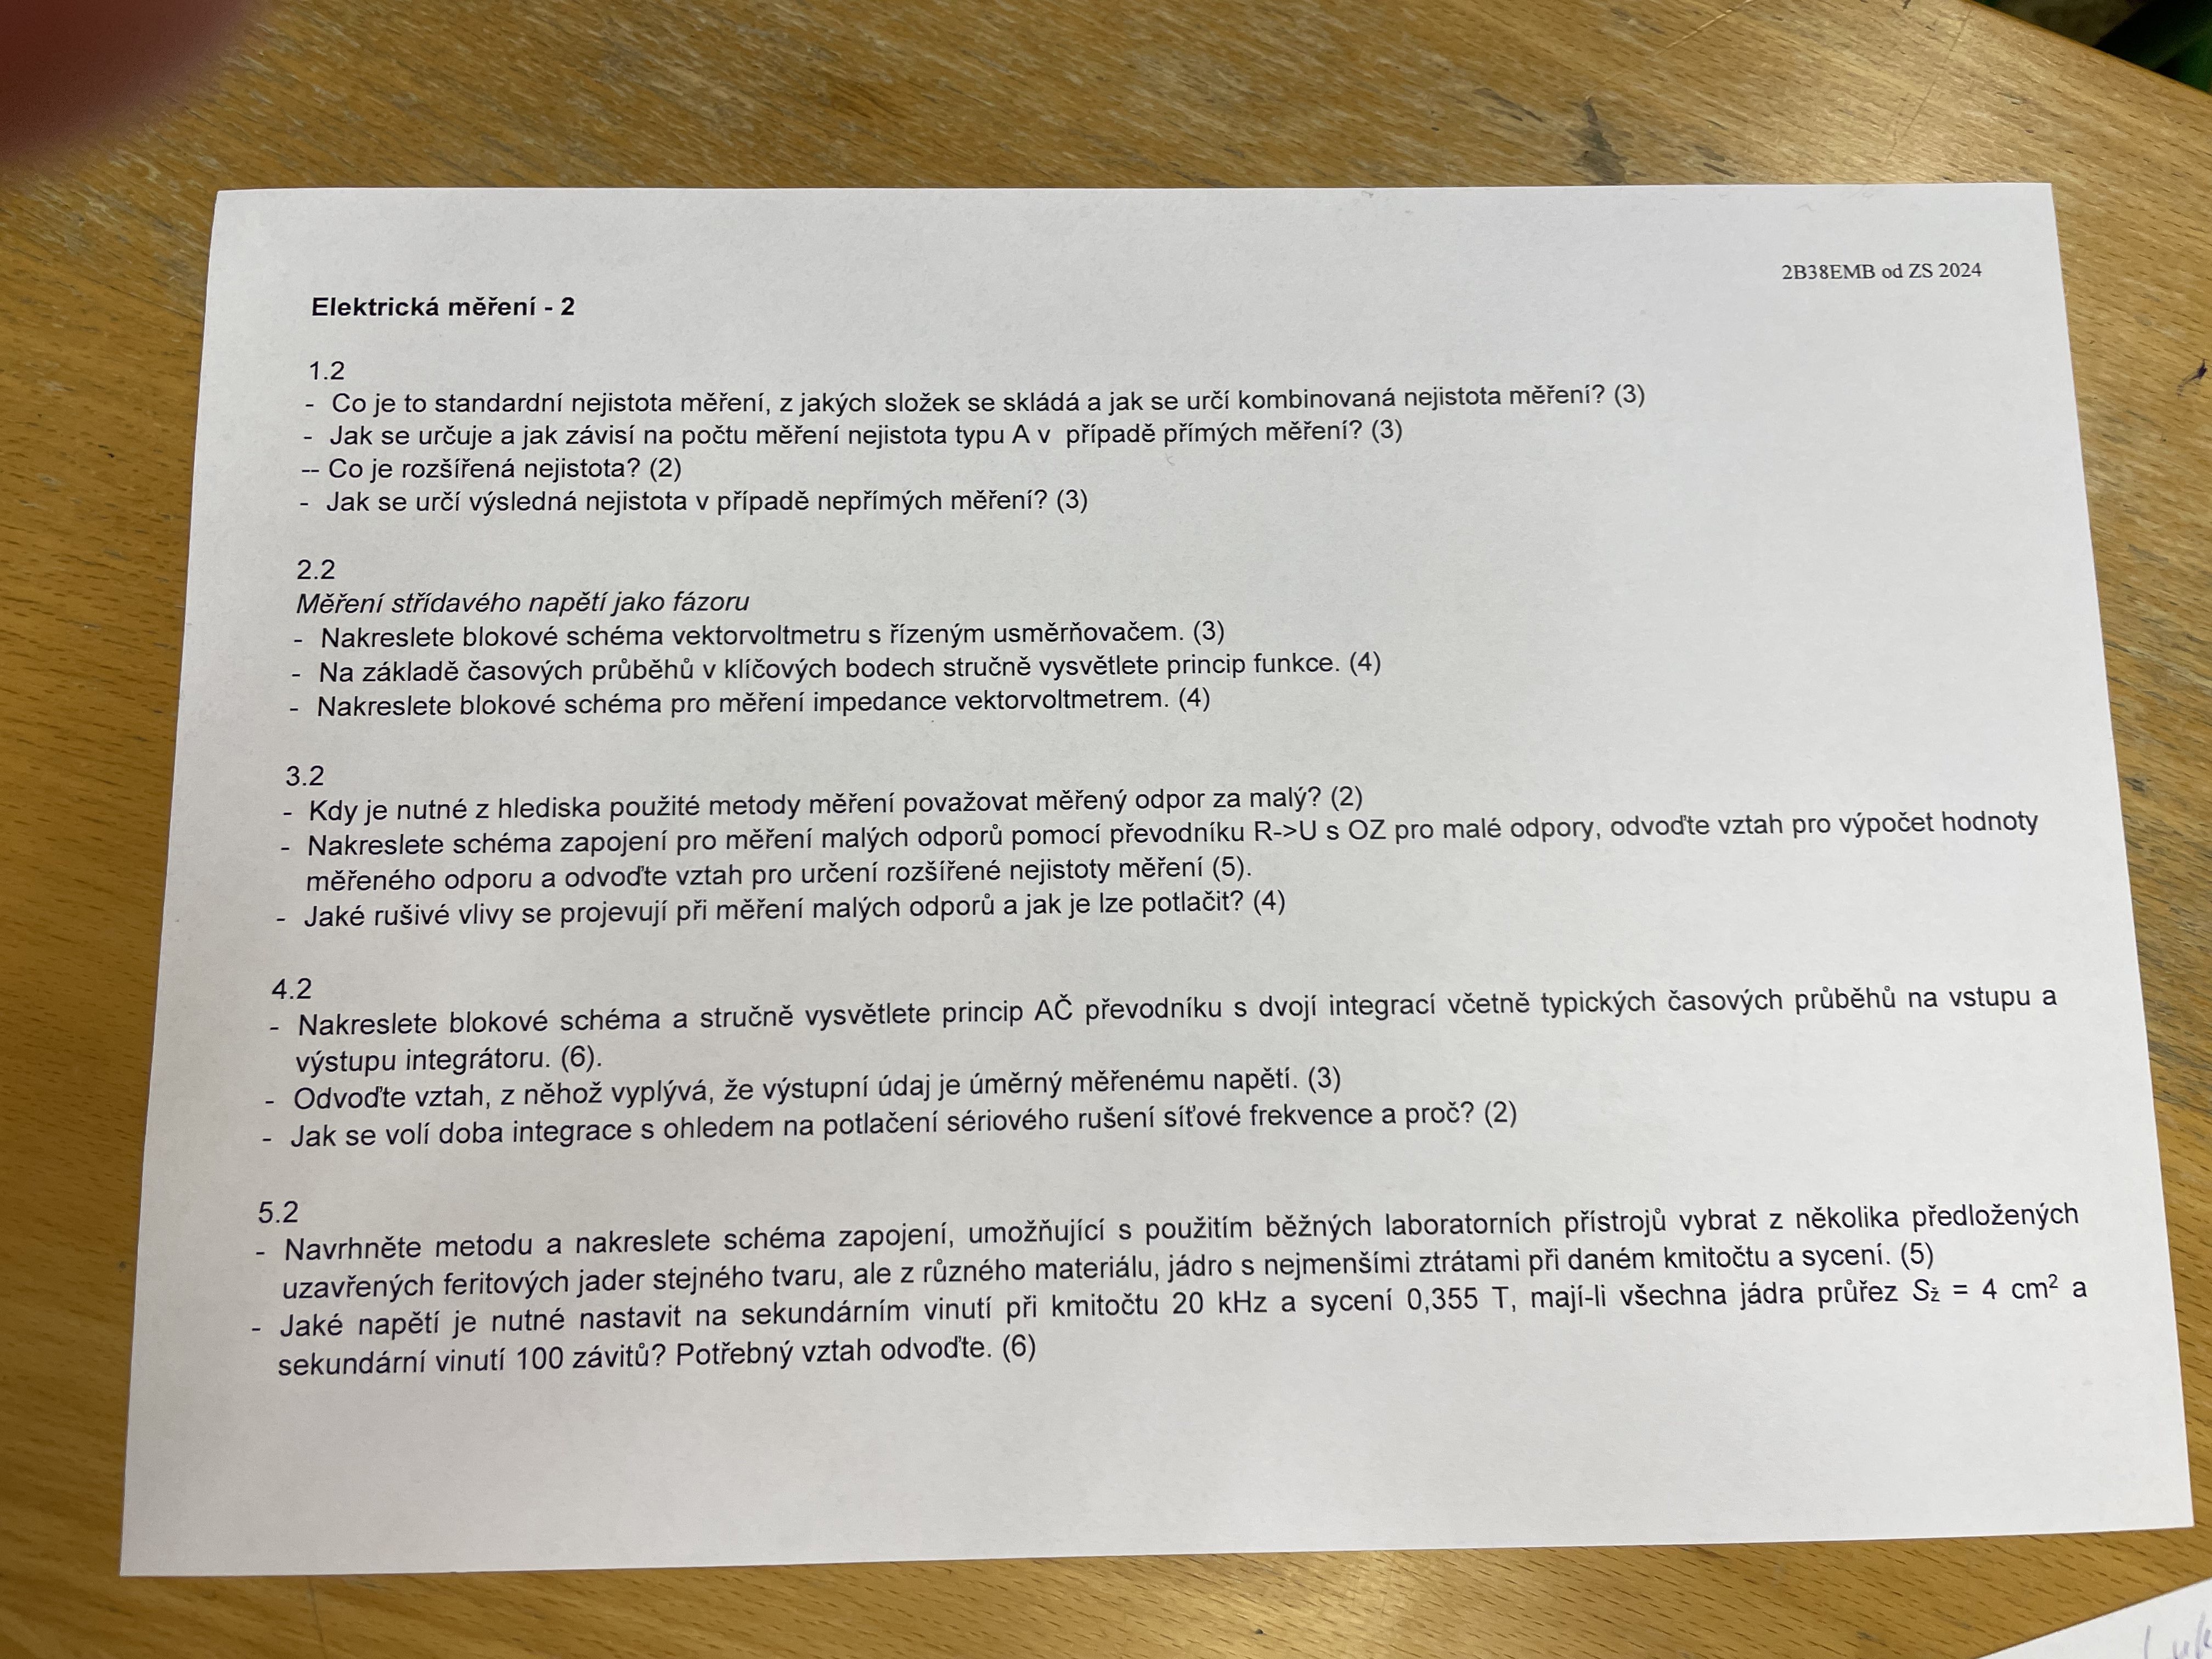 2B38EMB od ZS 2024
Elektrická měření - 2
1.2
- Co je to standardní nejistota měření, z jakých složek se skládá a jak se určí kombinovaná nejistota měření? (3)
- Jak se určuje a jak závisí na počtu měření nejistota typu A v případě přímých měření? (3)
-- Co je rozšířená nejistota? (2)
- Jak se určí výsledná nejistota v případě nepřímých měření? (3)
2.2
Měření střídavého napětí jako fázoru
- Nakreslete blokové schéma vektorvoltmetru s řízeným usměrňovačem. (3)
- Na základě časových průběhů v klíčových bodech stručně vysvětlete princip funkce. (4)
- Nakreslete blokové schéma pro měření impedance vektorvoltmetrem. (4)
3.2
- Kdy je nutné z hlediska použité metody měření považovat měřený odpor za malý? (2)
- Nakreslete schéma zapojení pro měření malých odporů pomocí převodníku R->U s OZ pro malé odpory, odvoďte vztah pro výpočet hodnoty
měřeného odporu a odvoďte vztah pro určení rozšířené nejistoty měření (5).
- Jaké rušivé vlivy se projevují při měření malých odporů a jak je lze potlačit? (4)
4.2
- Nakreslete blokové schéma a stručně vysvětlete princip AČ převodníku s dvojí integrací včetně typických časových průběhů na vstupu a
výstupu integrátoru. (6).
- Odvoďte vztah, z něhož vyplývá, že výstupní údaj je úměrný měřenému napětí. (3)
- Jak se volí doba integrace s ohledem na potlačení sériového rušení síťové frekvence a proč? (2)
5.2
- Navrhněte metodu a nakreslete schéma zapojení, umožňující s použitím běžných laboratorních přístrojů vybrat z několika předložených
uzavřených feritových jader stejného tvaru, ale z různého materiálu, jádro s nejmenšími ztrátami při daném kmitočtu a sycení. (5)
- Jaké napětí je nutné nastavit na sekundárním vinutí při kmitočtu 20 kHz a sycení 0,355 T, mají-li všechna jádra průřez Sž = 4 cm² a
sekundární vinutí 100 závitů? Potřebný vztah odvoďte. (6)